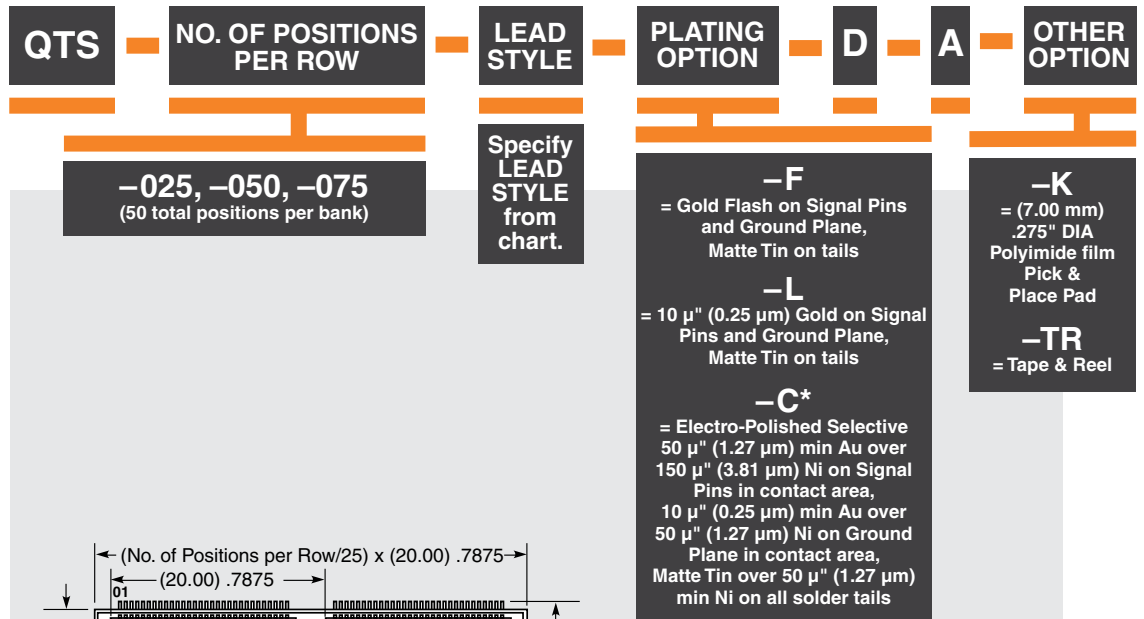 QTS
NO. OF POSITIONS
PER ROW
LEAD
STYLE
PLATING
OPTION
D
A
OTHER
OPTION
–025, –050, –075
(50 total positions per bank)
Specify
LEAD
STYLE
from
chart.
–F
= Gold Flash on Signal Pins
and Ground Plane,
Matte Tin on tails
–L
= 10 µ" (0.25 µm) Gold on Signal
Pins and Ground Plane,
Matte Tin on tails
–C*
= Electro-Polished Selective
50 µ" (1.27 µm) min Au over
150 µ" (3.81 µm) Ni on Signal
Pins in contact area,
10 µ" (0.25 µm) min Au over
50 µ" (1.27 µm) Ni on Ground
Plane in contact area,
Matte Tin over 50 µ" (1.27 µm)
min Ni on all solder tails
–K
= (7.00 mm)
.275" DIA
Polyimide film
Pick &
Place Pad
–TR
= Tape & Reel
(No. of Positions per Row/25) x (20.00) .7875
(20.00) .7875
01